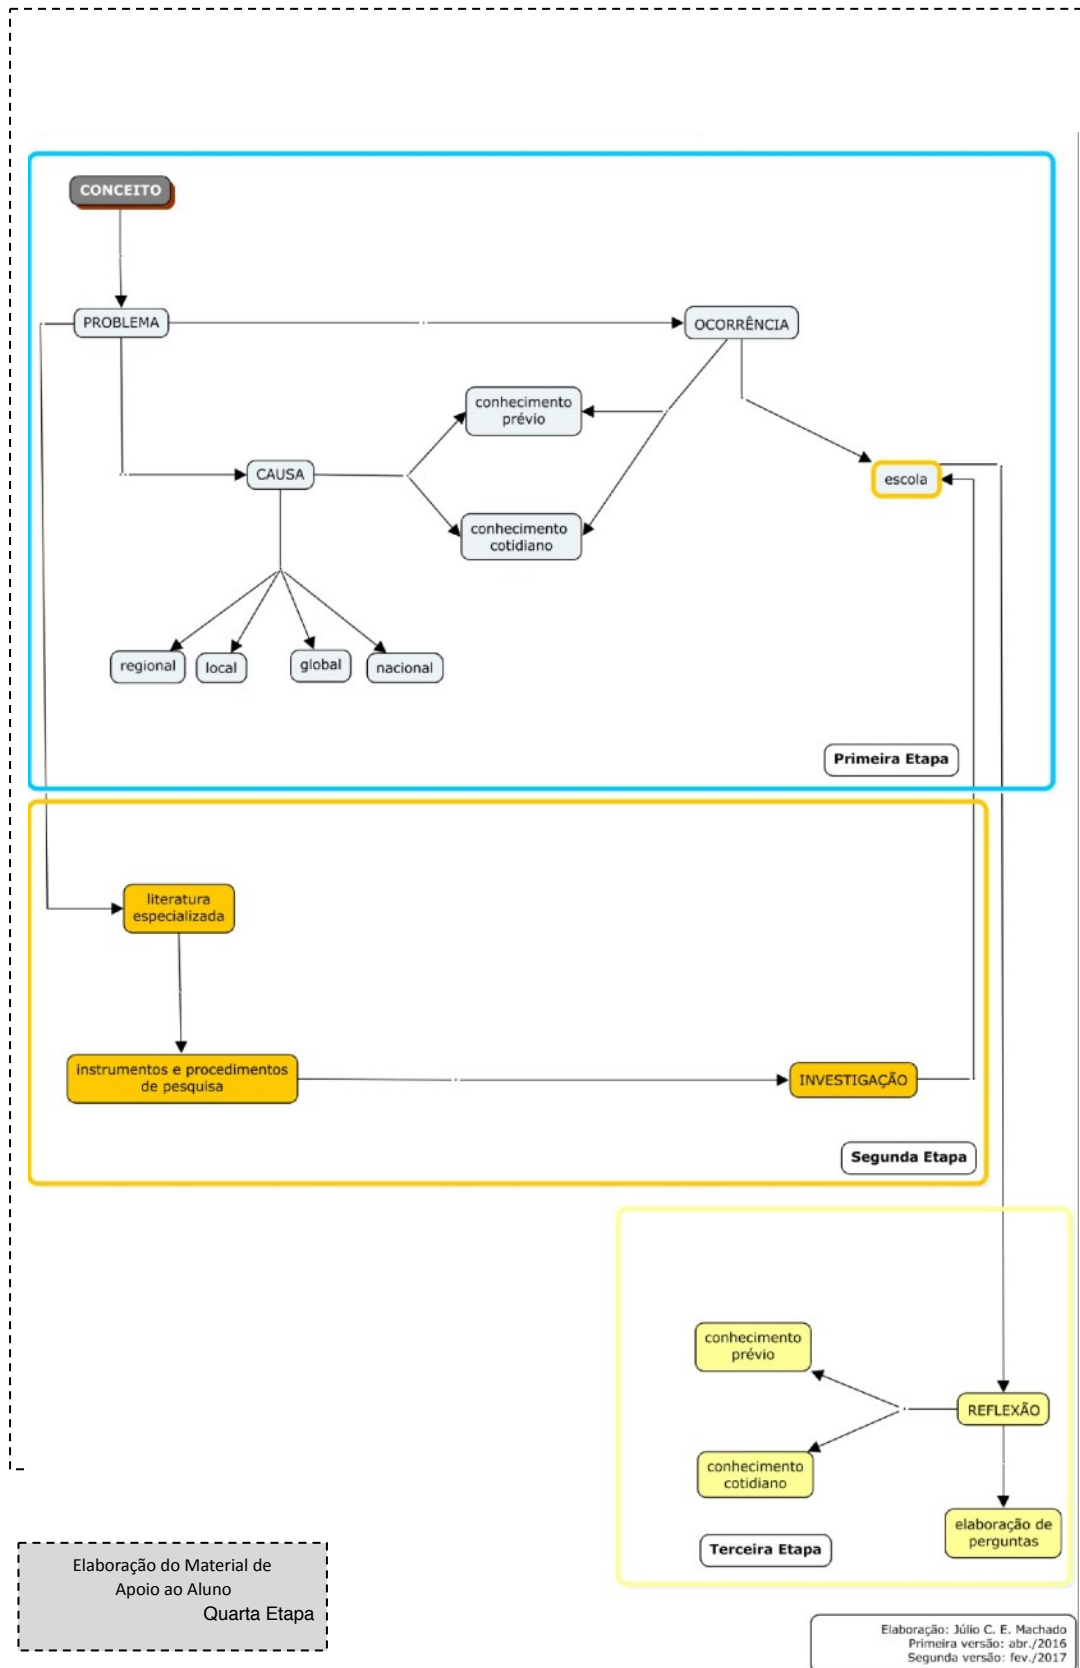 CONCEITO
PROBLEMA
OCORRÊNCIA
conhecimento
prévio
CAUSA
escola
conhecimento
cotidiano
regional
local
global
nacional
Primeira Etapa
literatura
especializada
instrumentos e procedimentos
de pesquisa
INVESTIGAÇÃO
Segunda Etapa
conhecimento
prévio
REFLEXÃO
conhecimento
cotidiano
elaboração de
perguntas
Terceira Etapa
Elaboração do Material de
Apoio ao Aluno
Quarta Etapa
Elaboração: Júlio C. E. Machado
Primeira versão: abr./2016
Segunda versão: fev./2017